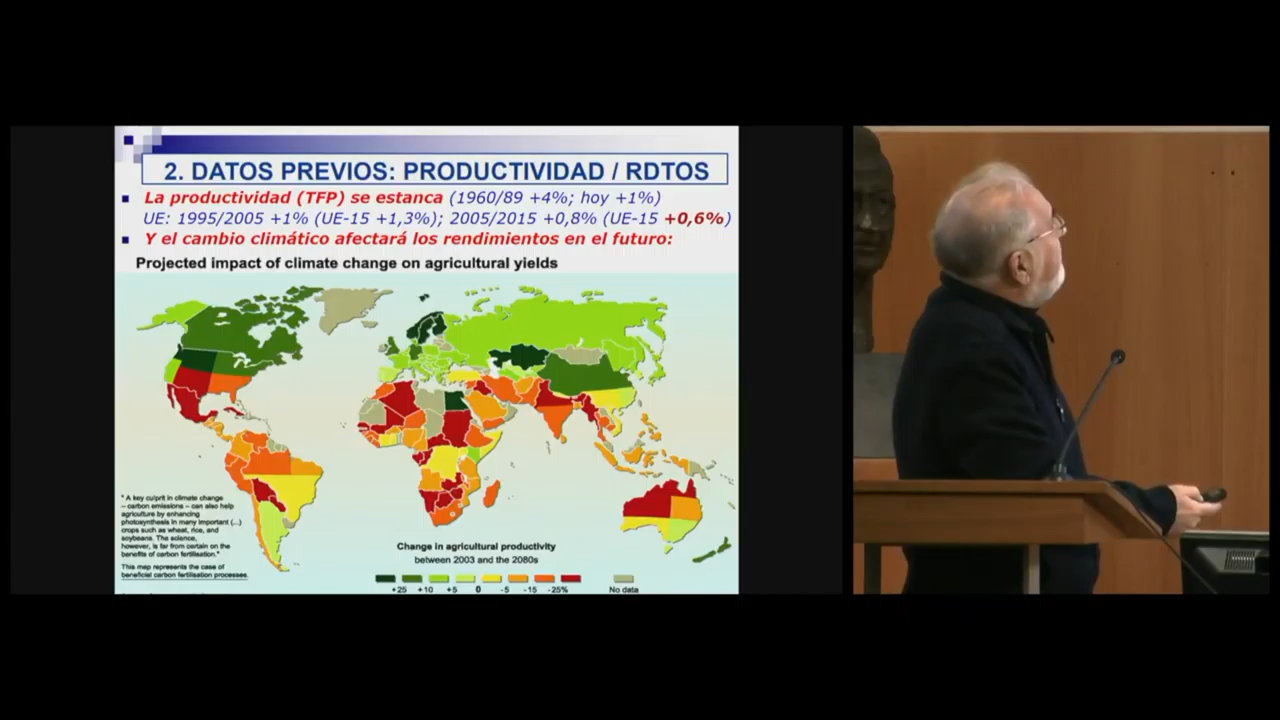 2. DATOS PREVIOS: PRODUCTIVIDAD / RDTOS
La productividad (TFP) se estanca (1960/89 +4%; hoy +1%)
UE: 1995/2005 +1% (UE-15 +1,3%); 2005/2015 +0,8% (UE-15 +0,6%)
Y el cambio climático afectará los rendimientos en el futuro:
Projected impact of climate change on agricultural yields
" A key culprit in climate change
– carbon emissions – can also help
agriculture by enhancing
photosynthesis in many important (...)
crops such as wheat, rice, and
soybeans. The science,
however, is far from certain on the
benefits of carbon fertilisation."
This map represents the case of
beneficial carbon fertilisation processes.
Change in agricultural productivity
between 2003 and the 2080s
+25 +10 +5 0 -5 -15 -25% No data